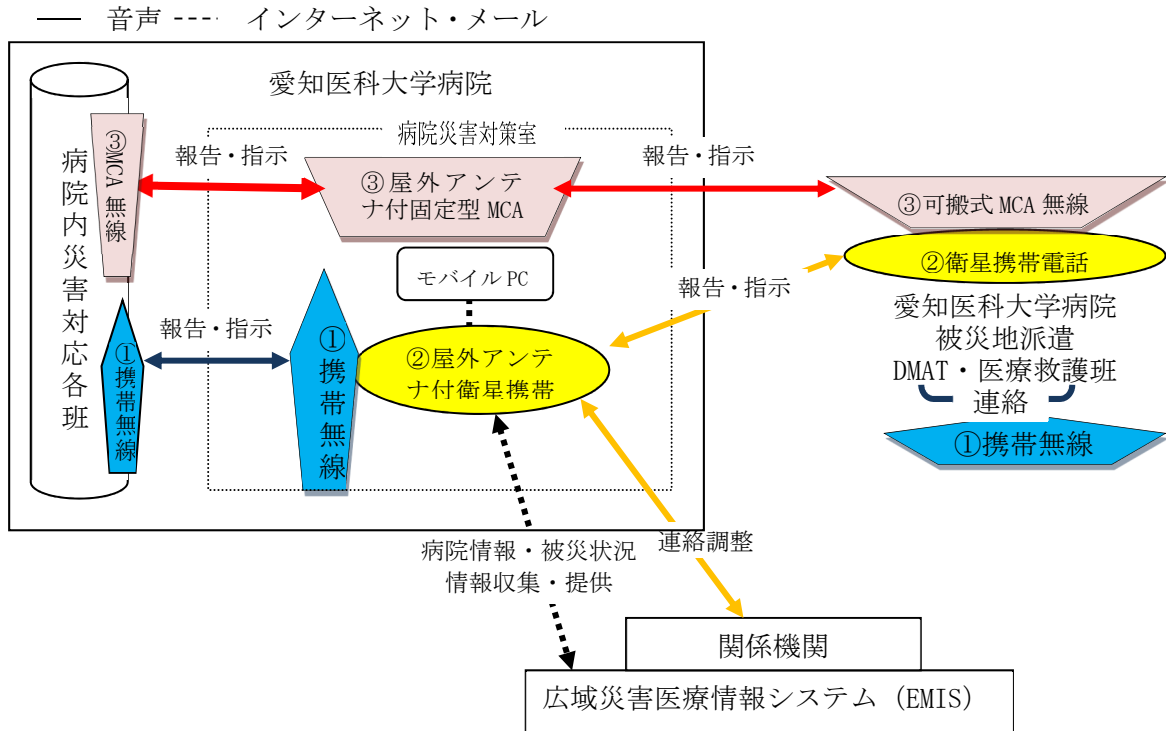 ― 音声 ---- インターネット・メール
愛知医科大学病院
病院災害対策室
病院内災害対応各班
③MCA無線
報告・指示
③屋外アンテ
ナ付固定型 MCA
報告・指示
③可搬式 MCA 無線
②衛星携帯電話
モバイル PC
報告・指示
報告・指示
①携帯無線
①携帯無線
②屋外アンテ
ナ付衛星携帯
愛知医科大学病院
被災地派遣
DMAT・医療救護班
連絡
①携帯無線
病院情報・被災状況
情報収集・提供
連絡調整
関係機関
広域災害医療情報システム (EMIS)